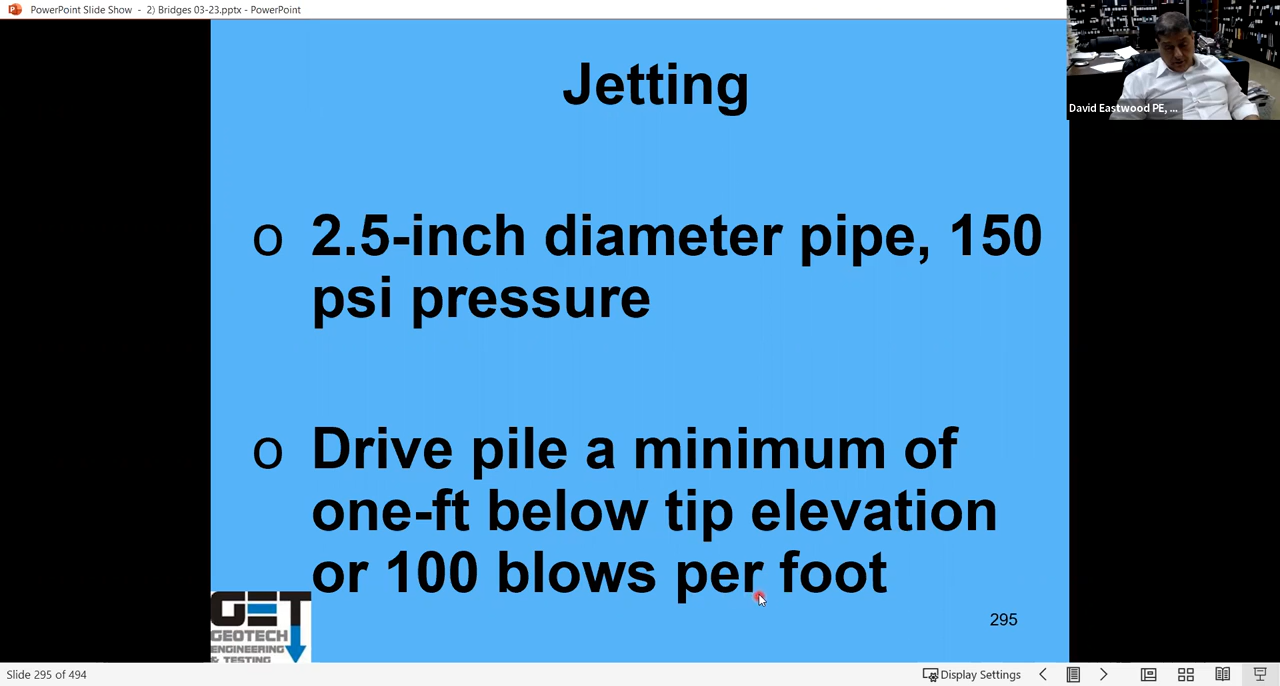 PowerPoint Slide Show - 2) Bridges 03-23.pptx - PowerPoint
David Eastwood PE, ...
Jetting
o 2.5-inch diameter pipe, 150
psi pressure
o Drive pile a minimum of
one-ft below tip elevation
or 100 blows per foot
GET
GEOTECH
ENGINEERING
& TESTING
295
Slide 295 of 494
Display Settings